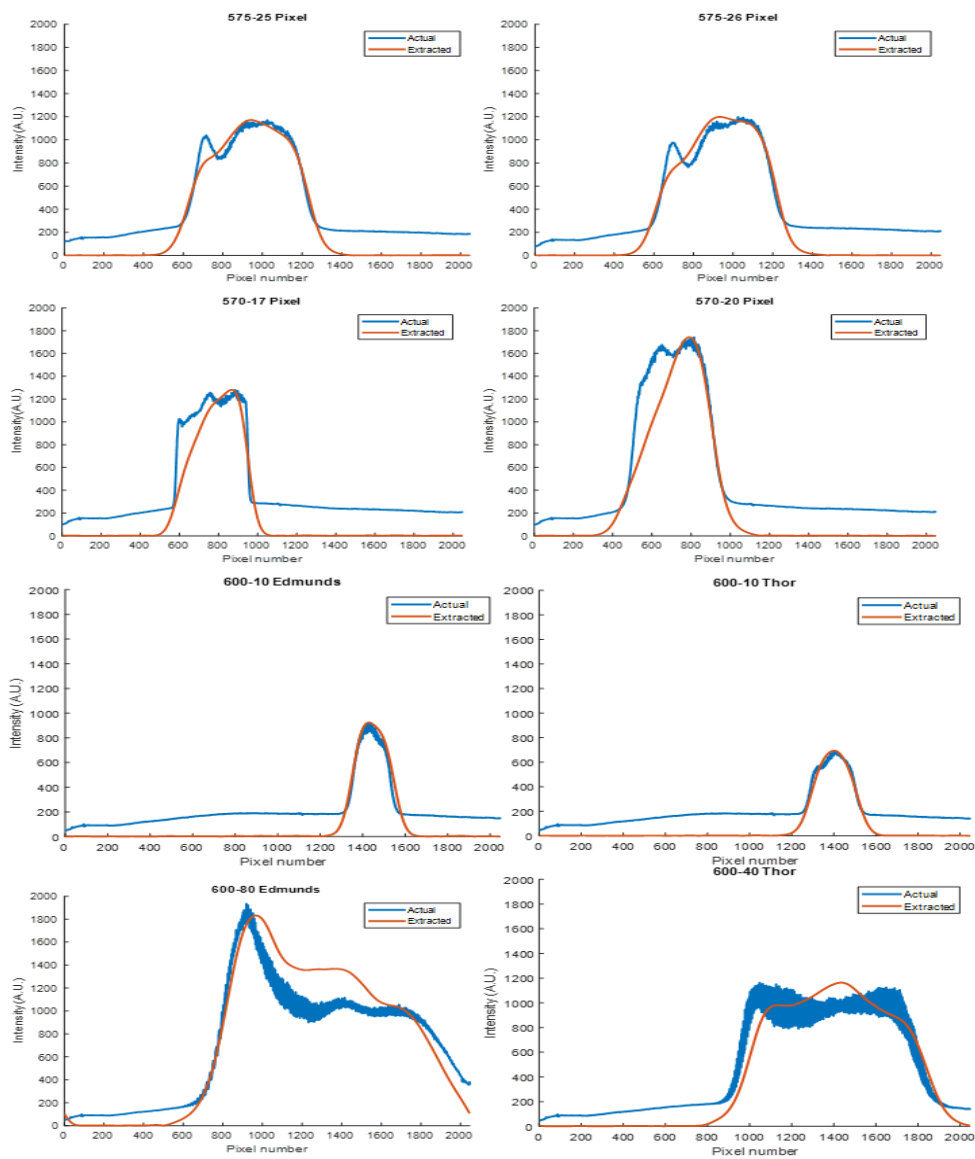 575-25 Pixel
Intensity(A.U.)
2000
1800
1600
1400
1200
1000
800
600
400
200
0
Actual
Extracted
0 200 400 600 800 1000 1200 1400 1600 1800 2000
Pixel number
575-26 Pixel
Intensity(A.U.)
2000
1800
1600
1400
1200
1000
800
600
400
200
0
Actual
Extracted
0 200 400 600 800 1000 1200 1400 1600 1800 2000
Pixel number
570-17 Pixel
Intensity(A.U.)
2000
1800
1600
1400
1200
1000
800
600
400
200
0
Actual
Extracted
0 200 400 600 800 1000 1200 1400 1600 1800 2000
Pixel number
570-20 Pixel
Intensity(A.U.)
2000
1800
1600
1400
1200
1000
800
600
400
200
0
Actual
Extracted
0 200 400 600 800 1000 1200 1400 1600 1800 2000
Pixel number
600-10 Edmunds
Intensity (A.U.)
2000
1800
1600
1400
1200
1000
800
600
400
200
0
Actual
Extracted
0 200 400 600 800 1000 1200 1400 1600 1800 2000
Pixel number
600-10 Thor
2000
1800
1600
1400
1200
1000
800
600
400
200
0
Actual
Extracted
0 200 400 600 800 1000 1200 1400 1600 1800 2000
Pixel number
600-80 Edmunds
Intensity(A.U.)
2000
1800
1600
1400
1200
1000
800
600
400
200
0
Actual
Extracted
0 200 400 600 800 1000 1200 1400 1600 1800 2000
Pixel number
600-40 Thor
Intensity (A.U.)
2000
1800
1600
1400
1200
1000
800
600
400
200
0
Actual
Extracted
0 200 400 600 800 1000 1200 1400 1600 1800 2000
Pixel number